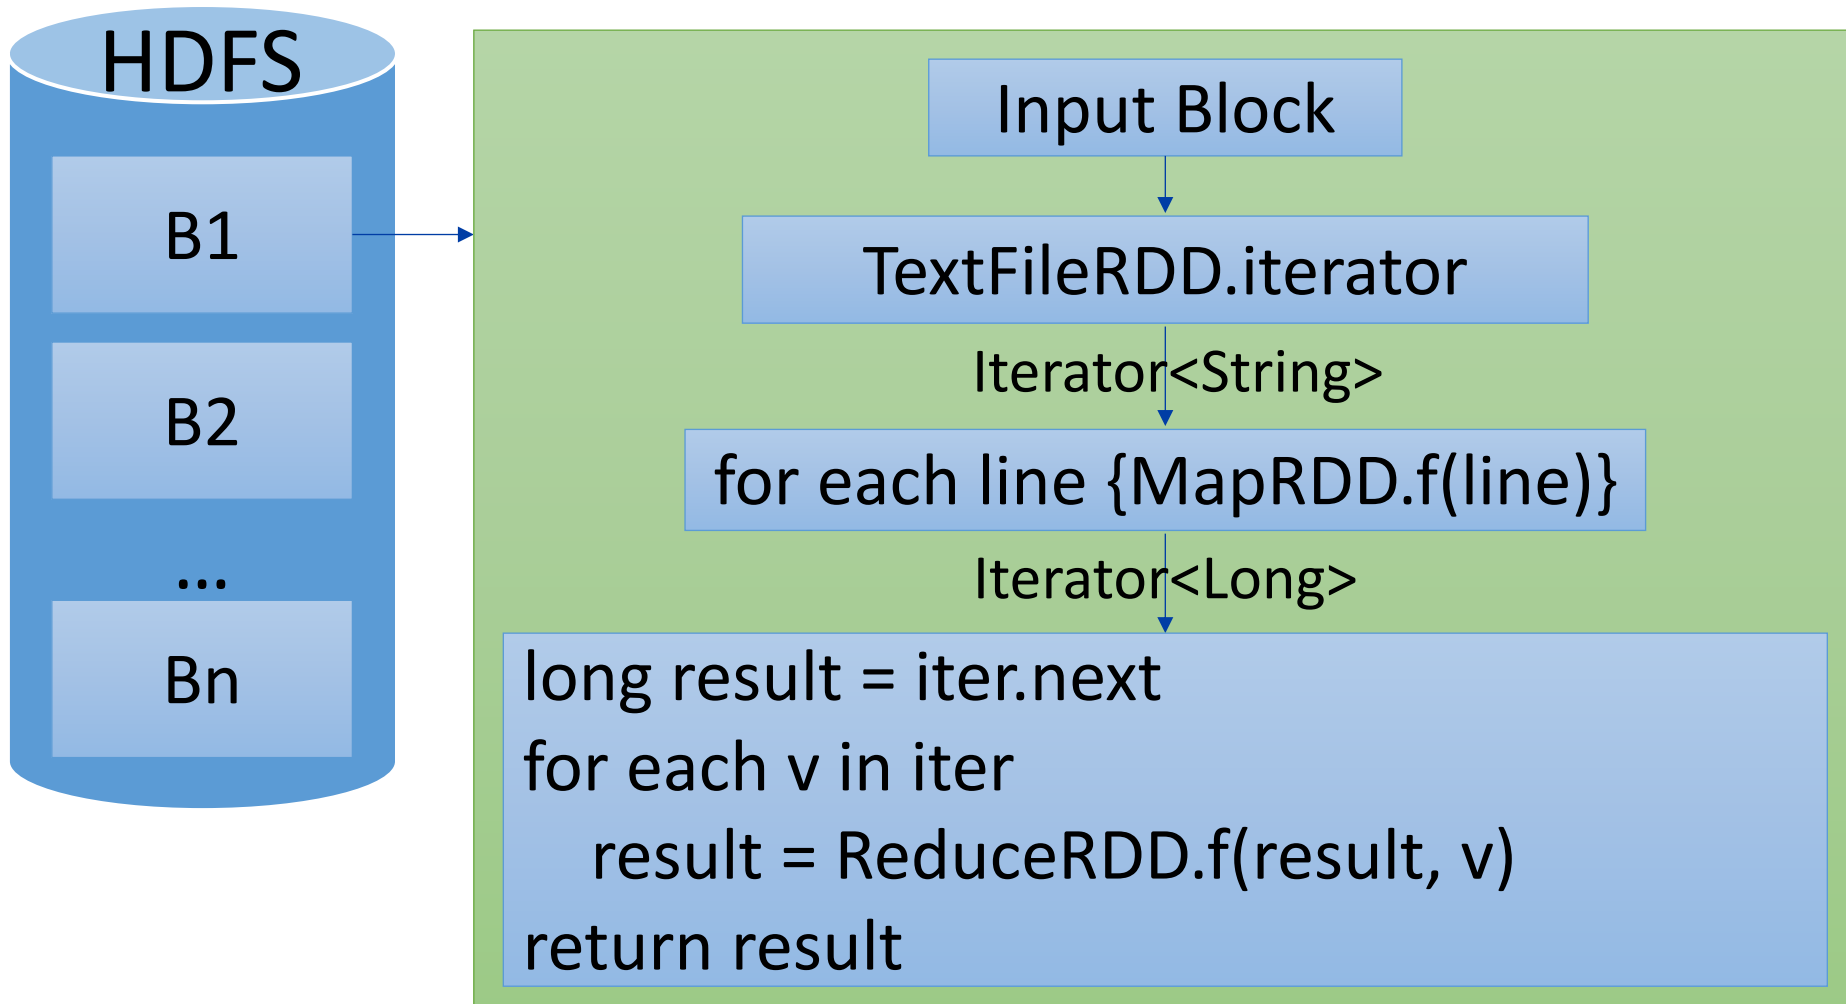 HDFS
B1
B2
...
Bn
Input Block
TextFileRDD.iterator
Iterator<String>
for each line {MapRDD.f(line)}
Iterator<Long>
long result = iter.next
for each v in iter
result = ReduceRDD.f(result, v)
return result